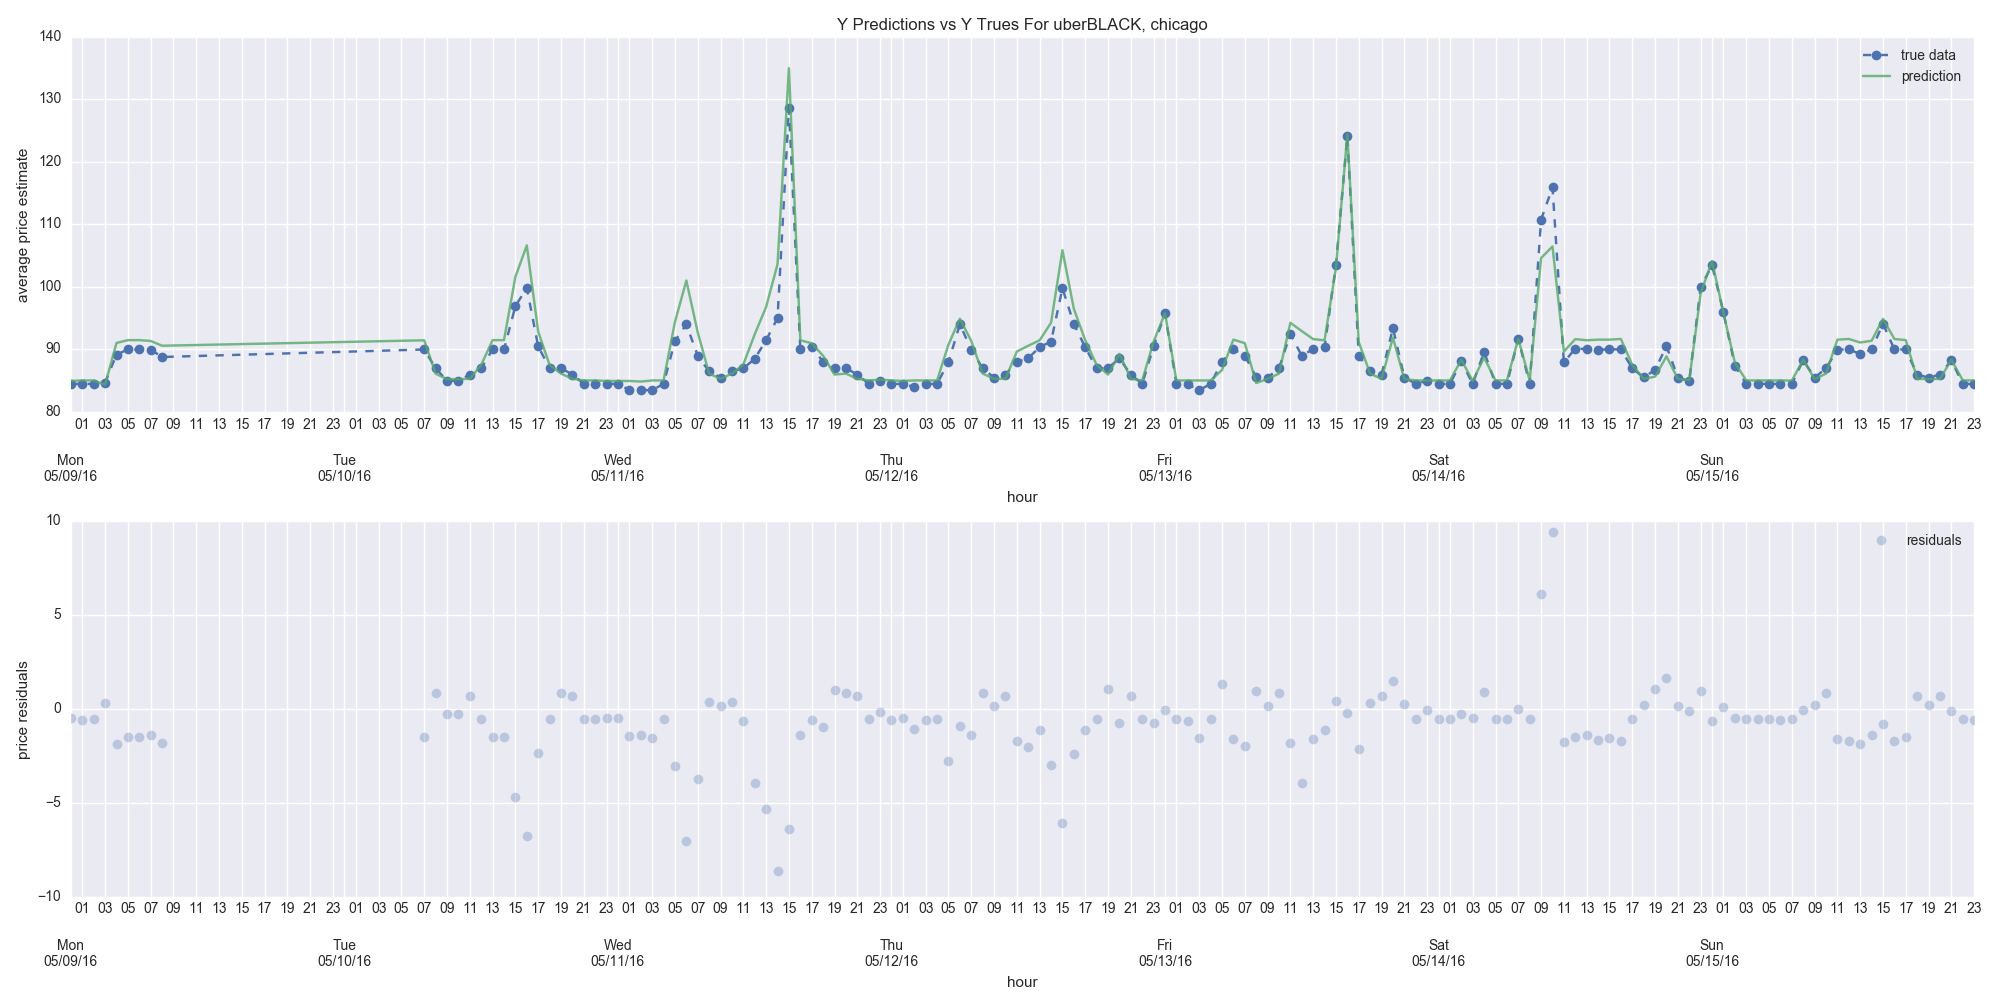 Y Predictions vs Y Trues For uberBLACK, chicago
140
130
120
110
100
90
80
average price estimate
true data
prediction
01 03 05 07 09 11 13 15 17 19 21 23 01 03 05 07 09 11 13 15 17 19 21 23 01 03 05 07 09 11 13 15 17 19 21 23 01 03 05 07 09 11 13 15 17 19 21 23 01 03 05 07 09 11 13 15 17 19 21 23 01 03 05 07 09 11 13 15 17 19 21 23 01 03 05 07 09 11 13 15 17 19 21 23
Mon Tue Wed Thu Fri Sat Sun
05/09/16 05/10/16 05/11/16 05/12/16 05/13/16 05/14/16 05/15/16
hour
10
5
0
−5
−10
price residuals
residuals
01 03 05 07 09 11 13 15 17 19 21 23 01 03 05 07 09 11 13 15 17 19 21 23 01 03 05 07 09 11 13 15 17 19 21 23 01 03 05 07 09 11 13 15 17 19 21 23 01 03 05 07 09 11 13 15 17 19 21 23 01 03 05 07 09 11 13 15 17 19 21 23 01 03 05 07 09 11 13 15 17 19 21 23
Mon Tue Wed Thu Fri Sat Sun
05/09/16 05/10/16 05/11/16 05/12/16 05/13/16 05/14/16 05/15/16
hour